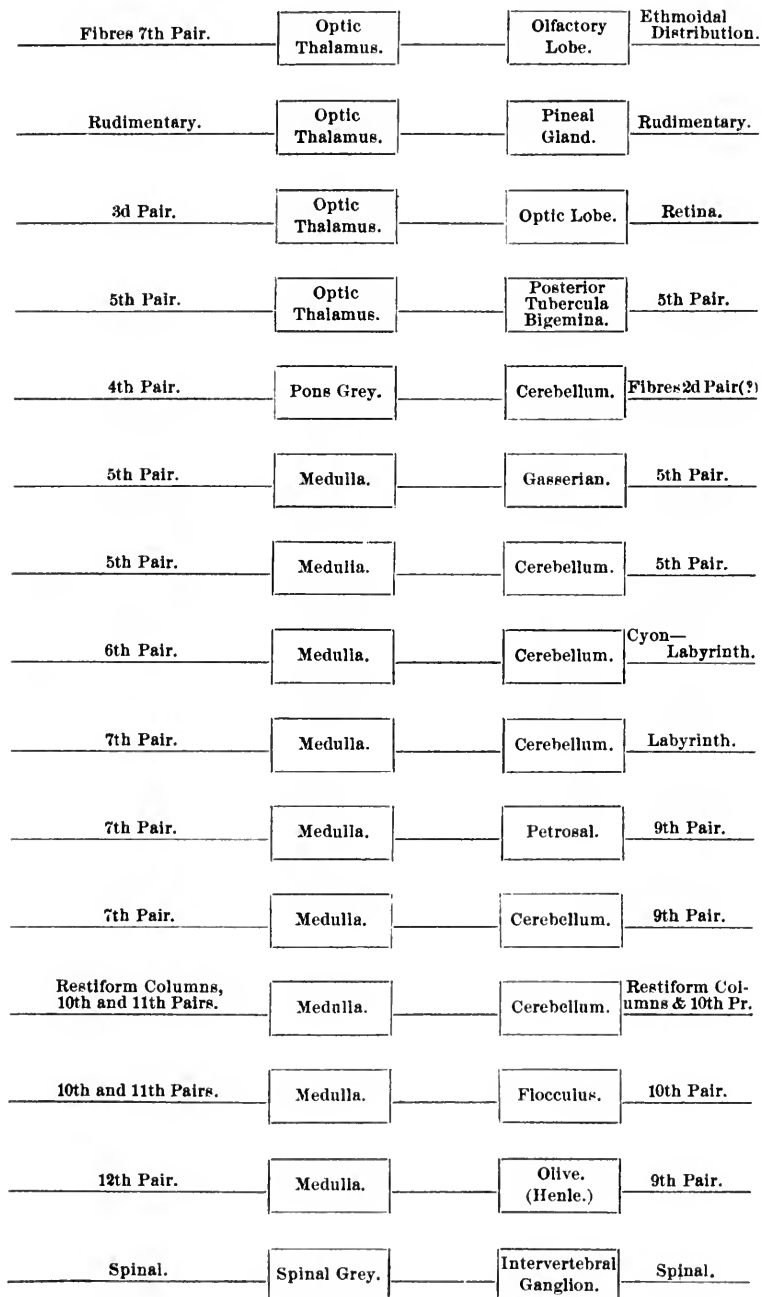 Fibres 7th Pair.
Optic
Thalamus.
Olfactory
Lobe.
Ethmoidal
Distribution.
Rudimentary.
Optic
Thalamus.
Pineal
Gland.
Rudimentary.
3d Pair.
Optic
Thalamus.
Optic Lobe.
Retina.
5th Pair.
Optic
Thalamus.
Posterior
Tubercula
Bigemina.
5th Pair.
4th Pair.
Pons Grey.
Cerebellum.
Fibres 2d Pair(?)
5th Pair.
Medulla.
Gasserian.
5th Pair.
5th Pair.
Medulla.
Cerebellum.
5th Pair.
6th Pair.
Medulla.
Cerebellum.
Cyon—
Labyrinth.
7th Pair.
Medulla.
Cerebellum.
Labyrinth.
7th Pair.
Medulla.
Petrosal.
9th Pair.
7th Pair.
Medulla.
Cerebellum.
9th Pair.
Restiform Columns,
10th and 11th Pairs.
Medulla.
Cerebellum.
Restiform Col-
umns & 10th Pr.
10th and 11th Pairs.
Medulla.
Flocculus.
10th Pair.
12th Pair.
Medulla.
Olive.
(Henle.)
9th Pair.
Spinal.
Spinal Grey.
Intervertebral
Ganglion.
Spinal.